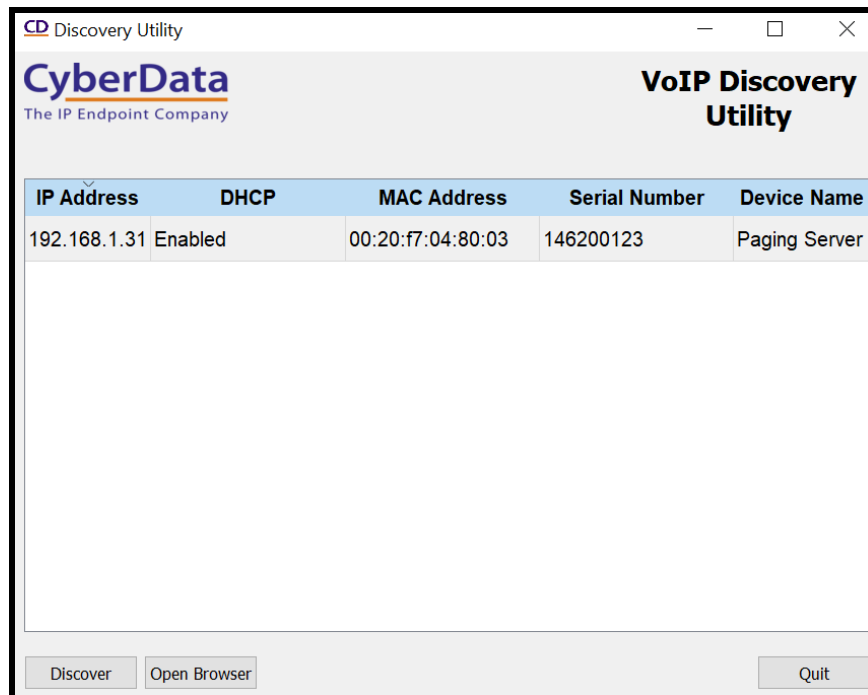 CD Discovery Utility
CyberData
The IP Endpoint Company
VoIP Discovery
Utility
IP Address DHCP MAC Address Serial Number Device Name
192.168.1.31 Enabled 00:20:f7:04:80:03 146200123 Paging Server
Discover Open Browser Quit